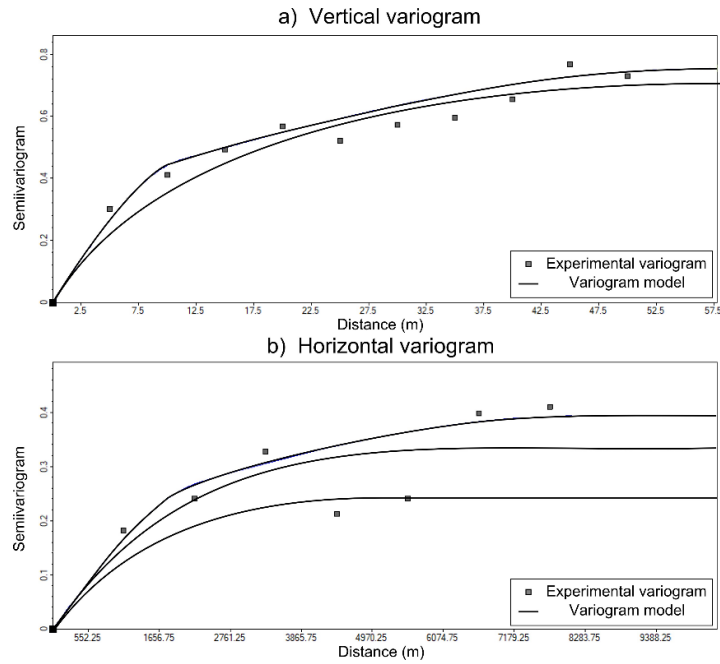 a) Vertical variogram
Semiivariogram
0.8
0.6
0.4
0.2
0
Experimental variogram
Variogram model
2.5 7.5 12.5 17.5 22.5 27.5 32.5 37.5 42.5 47.5 52.5 57.5
Distance (m)
b) Horizontal variogram
Semiivariogram
0.4
0.3
0.2
0.1
0
Experimental variogram
Variogram model
552.25 1656.75 2761.25 3865.75 4970.25 6074.75 7179.25 8283.75 9388.25
Distance (m)